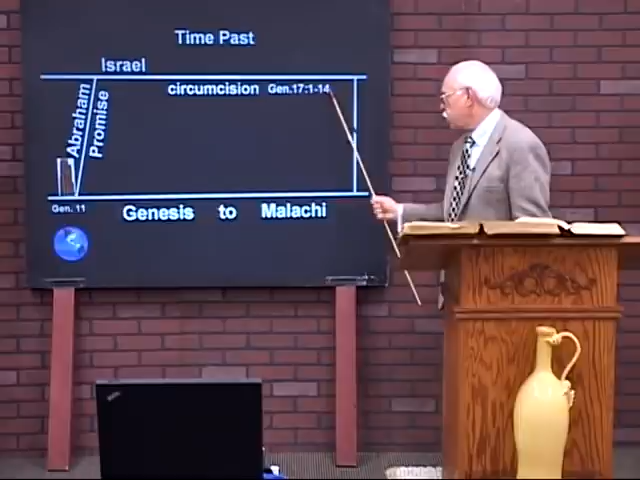 Time Past
Israel
circumcision Gen.17:1-14
Abraham
Promise
Gen. 11
Genesis to Malachi